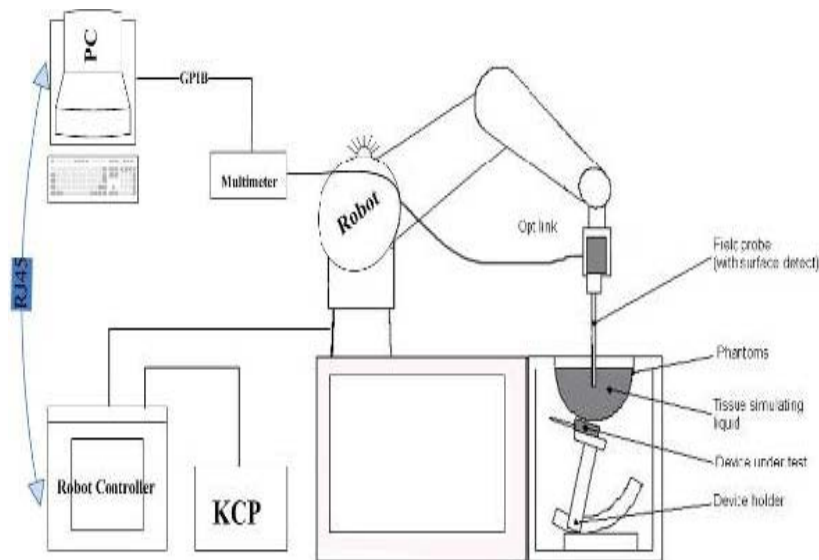 PC
GPIB
Multimeter
Robot
Opt link
Field probe
(with surface detect)
RJ45
Phantoms
Tissue simulating
liquid
Device under test
Device holder
Robot Controller
KCP